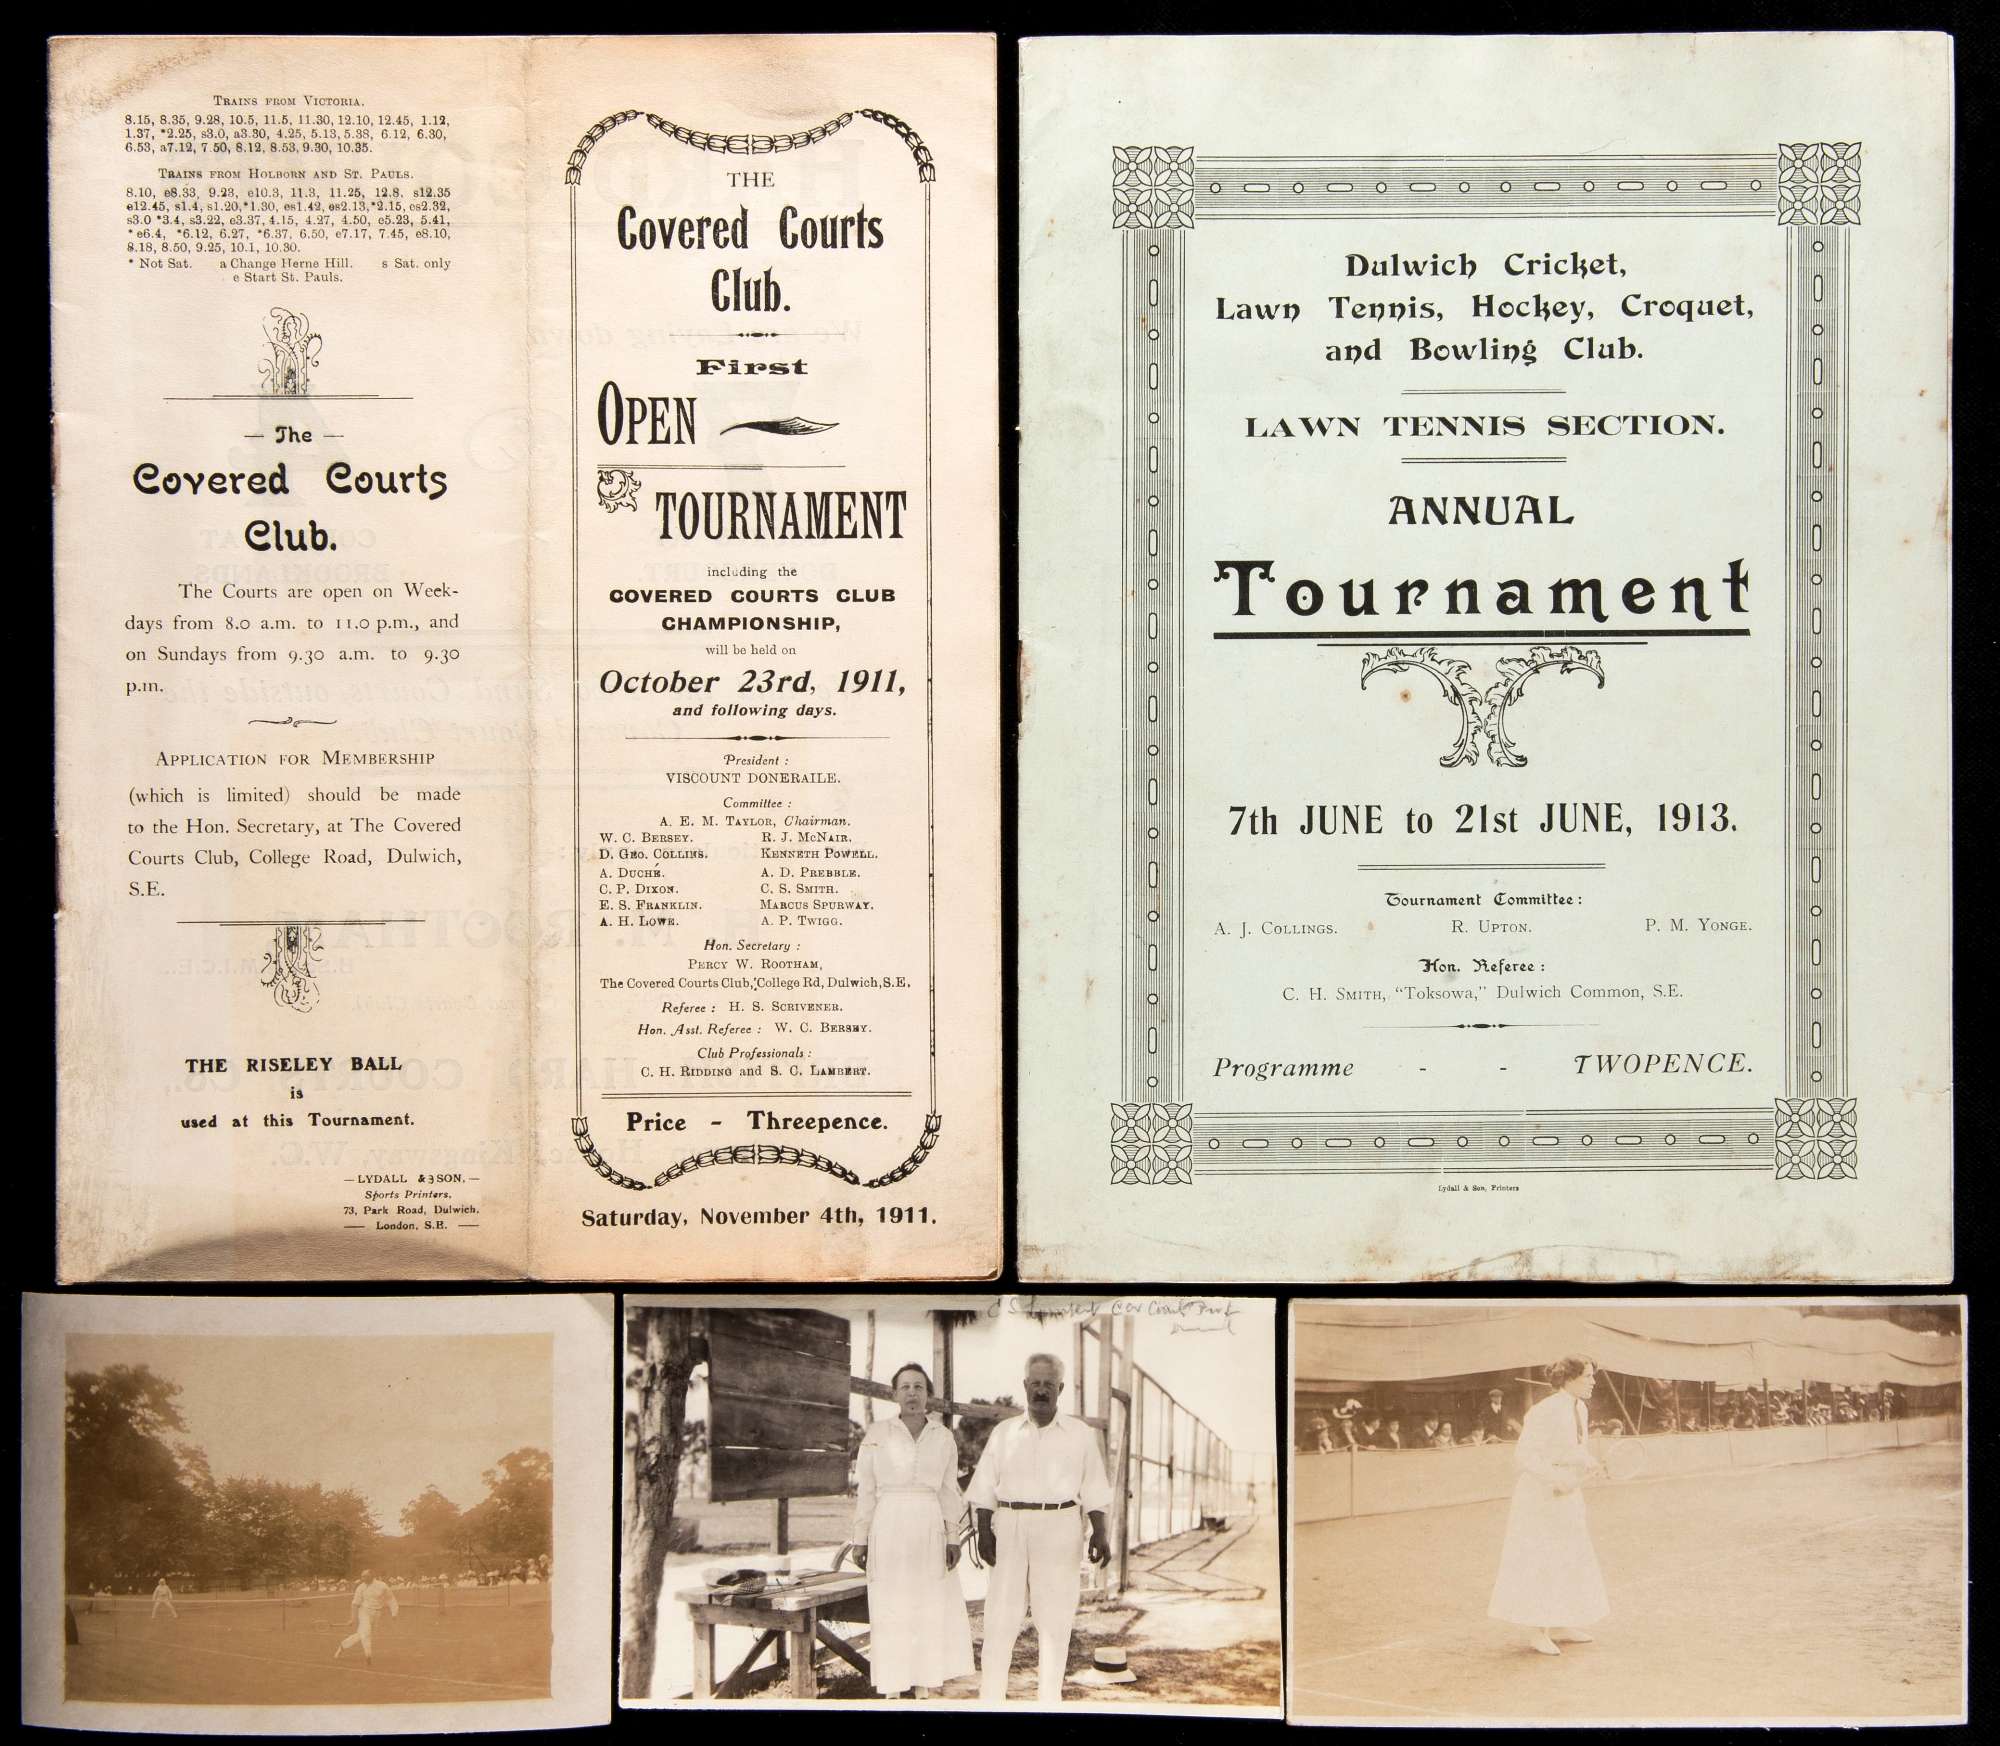 TRAINS FROM VICTORIA.
8.15, 8.35, 9.28, 10.5, 11.5, 11.30, 12.10, 12.45, 1.12,
1.37, *2.25, s3.0, a3.30, 4.25, 5.13, 5.38, 6.12, 6.30,
6.53, a7.12, 7.50, 8.12, 8.53, 9.30, 10.35.
TRAINS FROM HOLBORN AND ST. PAULS.
8.10, e8.33, 9.23, e10.3, 11.3, 11.25, 12.8, s12.35
e12.45, s1.4, s1.20, *1.30, es1.42, es2.13, *2.15, es2.32,
s3.0 *3.4, s3.22, e3.37, 4.15, 4.27, 4.50, e5.23, 5.41,
*e6.4, *6.12, 6.27, *6.37, 6.50, e7.17, 7.45, e8.10,
8.18, 8.50, 9.25, 10.1, 10.30.
* Not Sat. a Change Herne Hill. s Sat. only
e Start St. Pauls.
— The —
Covered Courts
Club.
The Courts are open on Week-
days from 8.0 a.m. to 11.0 p.m., and
on Sundays from 9.30 a.m. to 9.30
p.m.
APPLICATION FOR MEMBERSHIP
(which is limited) should be made
to the Hon. Secretary, at The Covered
Courts Club, College Road, Dulwich,
S.E.
THE RISELEY BALL
is
used at this Tournament.
— LYDALL & SON, —
Sports Printers,
73, Park Road, Dulwich.
— London, S.E. —
THE
Covered Courts
Club.
First
OPEN
TOURNAMENT
including the
COVERED COURTS CLUB
CHAMPIONSHIP,
will be held on
October 23rd, 1911,
and following days.
President :
VISCOUNT DONERAILE.
Committee :
A. E. M. TAYLOR, Chairman.
W. C. BERSEY. R. J. MCNAIR.
D. GEO. COLLINS. KENNETH POWELL.
A. DUCHÉ. A. D. PREBBLE.
C. P. DIXON. C. S. SMITH.
E. S. FRANKLIN. MARCUS SPURWAY.
A. H. LOWE. A. P. TWIGG.
Hon. Secretary :
PERCY W. ROOTHAM,
The Covered Courts Club, College Rd, Dulwich, S.E.
Referee : H. S. SCRIVENER.
Hon. Asst. Referee : W. C. BERSEY.
Club Professionals :
C. H. RIDDING and S. C. LAMBERT.
Price - Threepence.
Saturday, November 4th, 1911.
Dulwich Cricket,
Lawn Tennis, Hockey, Croquet,
and Bowling Club.
LAWN TENNIS SECTION.
ANNUAL
Tournament
7th JUNE to 21st JUNE, 1913.
Tournament Committee :
A. J. COLLINGS. R. UPTON. P. M. YONGE.
Hon. Referee :
C. H. SMITH, "Toksowa," Dulwich Common, S.E.
Programme - - TWOPENCE.
Lydall & Son, Printers